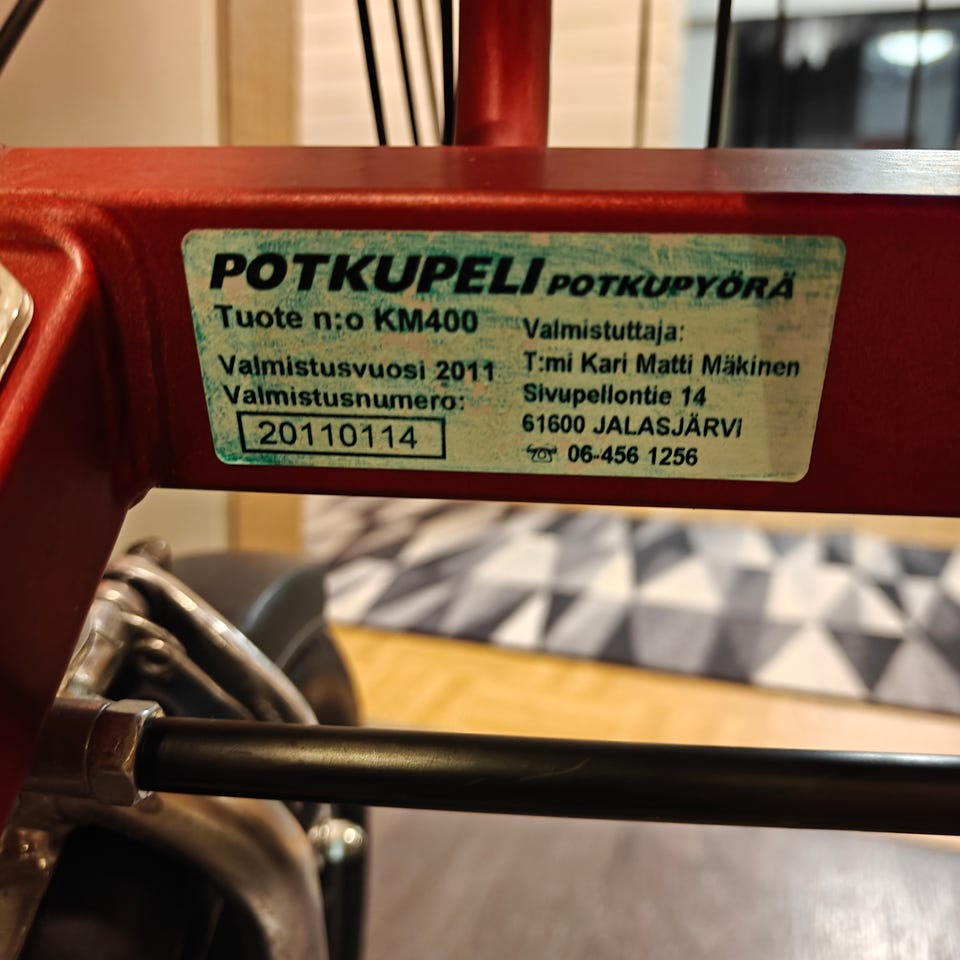 POTKUPELI POTKUPYÖRÄ
Tuote n:o KM400
Valmistusvuosi 2011
Valmistusnumero:
20110114
Valmistuttaja:
T:mi Kari Matti Mäkinen
Sivupellontie 14
61600 JALASJÄRVI
☏ 06-456 1256